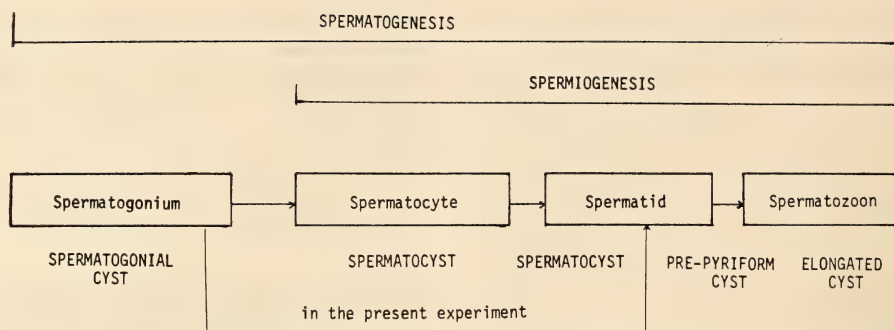 SPERMATOGENESIS
SPERMIOGENESIS
Spermatogonium Spermatocyte Spermatid Spermatozoon
SPERMATOGONIAL SPERMATOCYST SPERMATOCYST PRE-PYRIFORM ELONGATED
CYST CYST CYST
in the present experiment